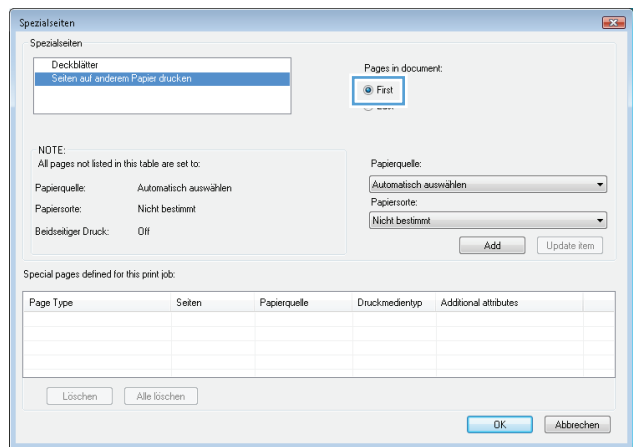 Spezialseiten
Spezialseiten
Deckblätter
Seiten auf anderem Papier drucken
Pages in document:
First
NOTE:
All pages not listed in this table are set to:
Papierquelle: Automatisch auswählen
Papiersorte: Nicht bestimmt
Beidseitiger Druck: Off
Papierquelle:
Automatisch auswählen
Papiersorte:
Nicht bestimmt
Add Update item
Special pages defined for this print job:
Page Type Seiten Papierquelle Druckmedientyp Additional attributes
Löschen Alle löschen
OK Abbrechen